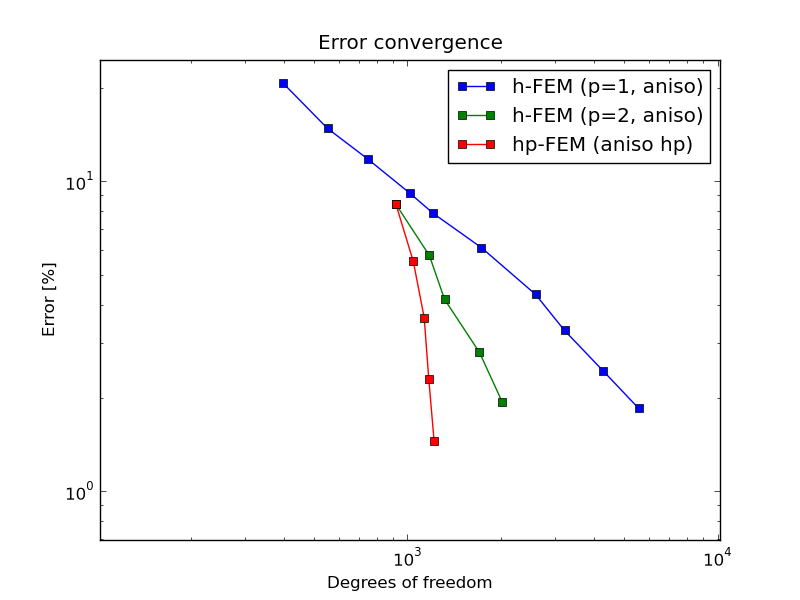 Error convergence
h-FEM (p=1, aniso)
h-FEM (p=2, aniso)
hp-FEM (aniso hp)
10^1
10^0
Error [%]
10^3
10^4
Degrees of freedom